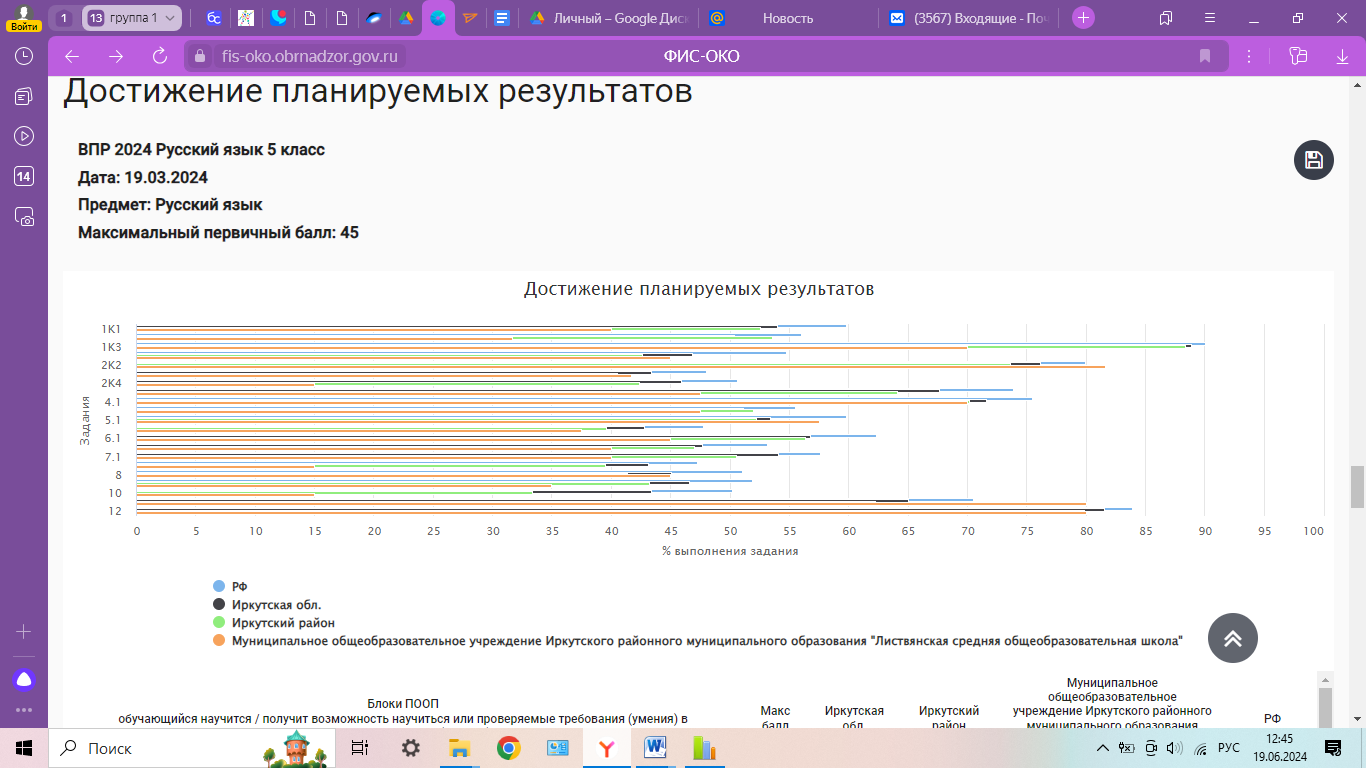 Войти
1
13 группа 1
Личный – Google Дис
Новость
(3567) Входящие - Поч
fis-oko.obrnadzor.gov.ru
ФИС-ОКО
14
Достижение планируемых результатов
ВПР 2024 Русский язык 5 класс
Дата: 19.03.2024
Предмет: Русский язык
Максимальный первичный балл: 45
Достижение планируемых результатов
Задания
1K1
1K3
2K2
2K4
4.1
5.1
6.1
7.1
8
10
12
0 5 10 15 20 25 30 35 40 45 50 55 60 65 70 75 80 85 90 95 100
% выполнения задания
РФ
Иркутская обл.
Иркутский район
Муниципальное общеобразовательное учреждение Иркутского районного муниципального образования "Листвянская средняя общеобразовательная школа"
Блоки ПООП
обучающийся научится / получит возможность научиться или проверяемые требования (умения) в
Макс
балл
Иркутская
обл
Иркутский
район
Муниципальное
общеобразовательное
учреждение Иркутского районного
муниципального образования
РФ
Поиск
РУС
12:45
19.06.2024